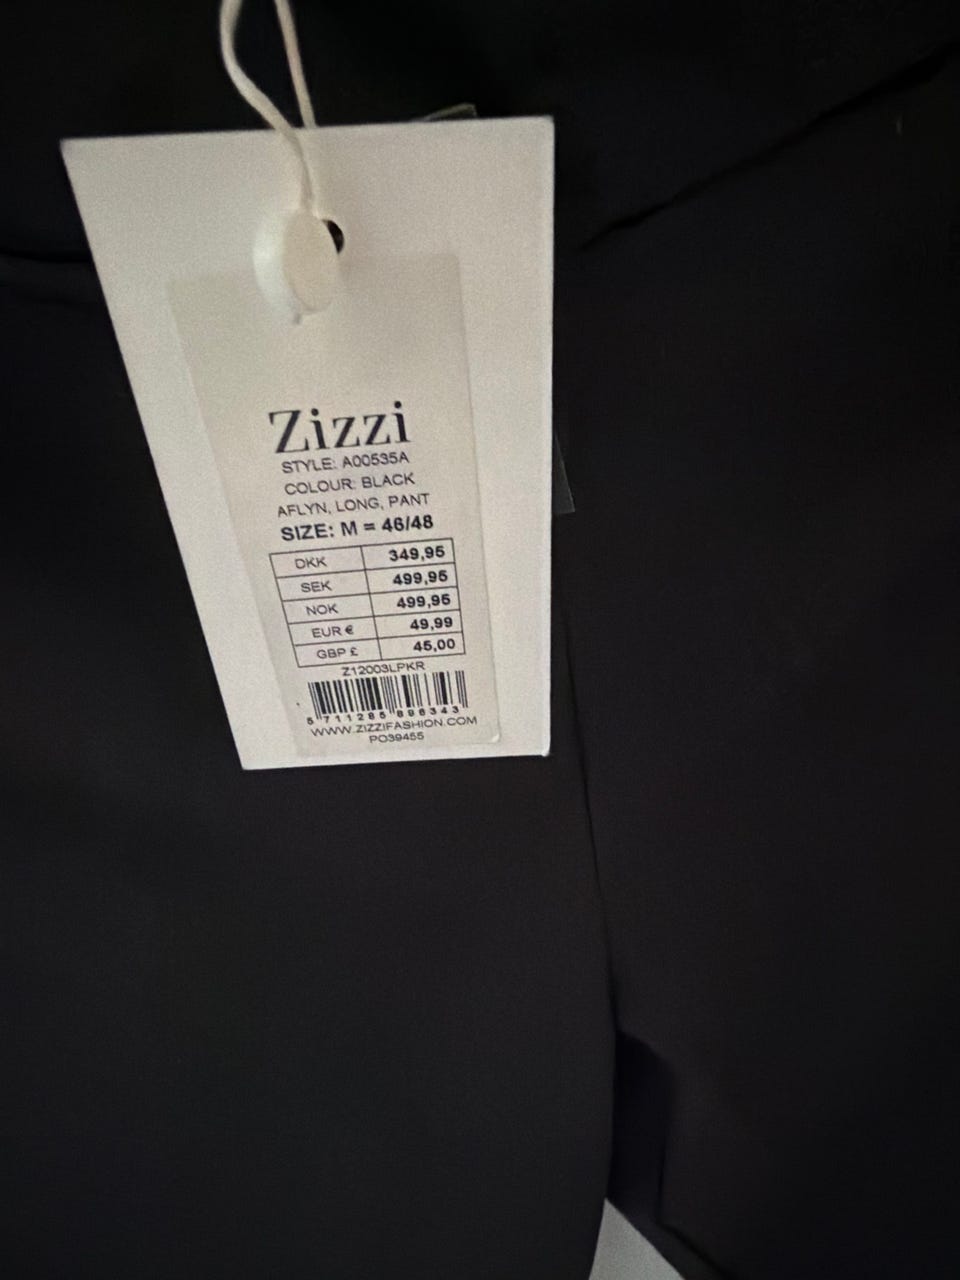 Zizzi
STYLE: A00535A
COLOUR: BLACK
AFLYN, LONG, PANT
SIZE: M = 46/48
DKK 349,95
SEK 499,95
NOK 499,95
EUR € 49,99
GBP £ 45,00
Z12003LPKR
5 711285 896343
WWW.ZIZZIFASHION.COM
PO39455